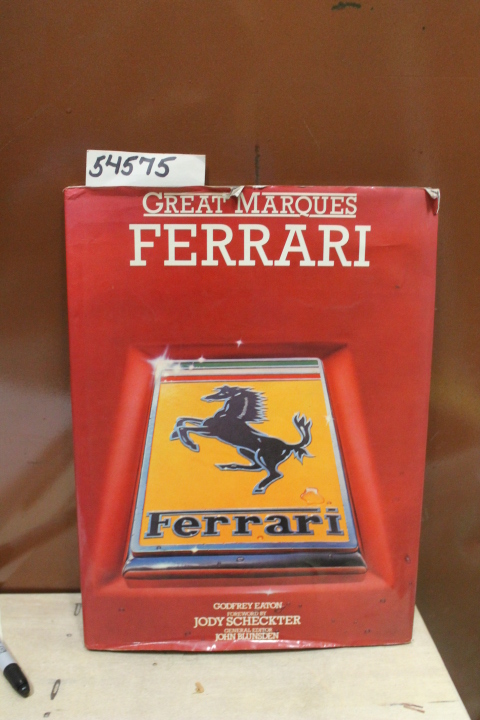 54575
GREAT MARQUES
FERRARI
Ferrari
GODFREY EATON
FOREWORD BY
JODY SCHECKTER
GENERAL EDITOR
JOHN BLUNSDEN